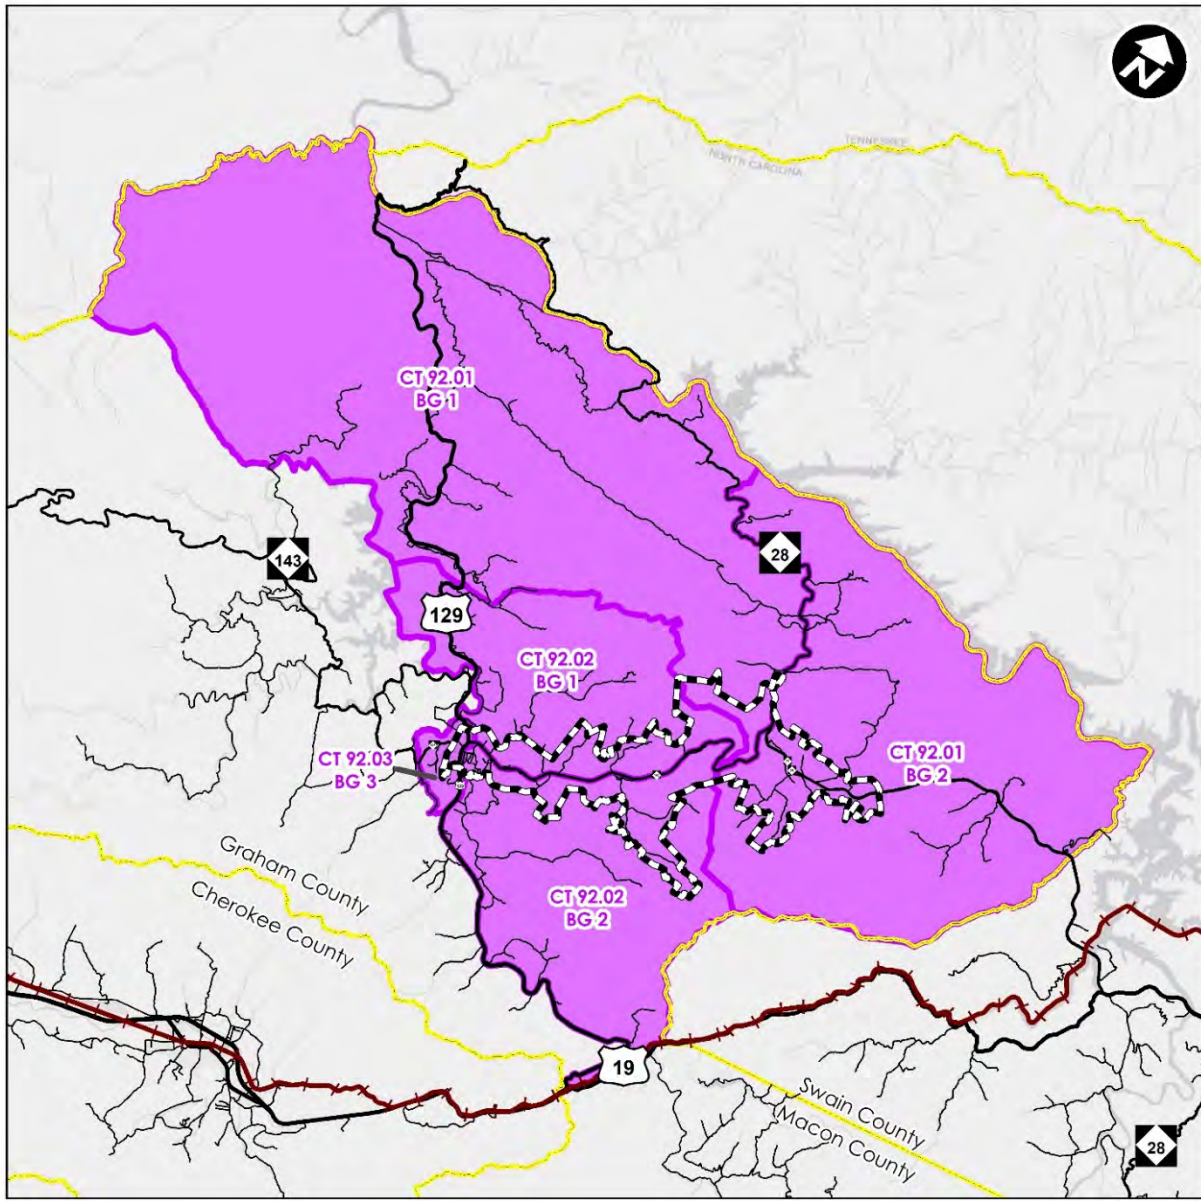 N
TENNESSEE
NORTH CAROLINA
CT 92.01
BG 1
143
28
129
CT 92.02
BG 1
CT 92.03
BG 3
CT 92.01
BG 2
Graham County
Cherokee County
CT 92.02
BG 2
19
Swain County
Macon County
28